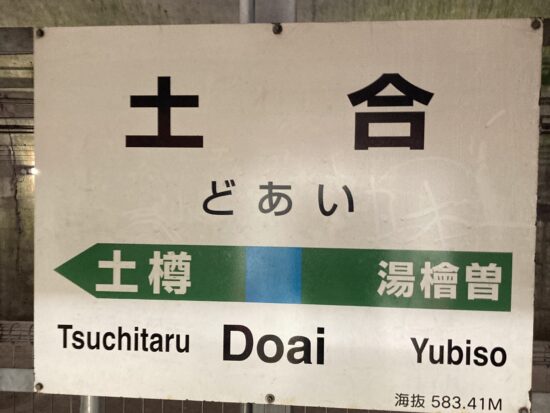 土合
どあい
土樽 湯檜曽
Tsuchitaru Doai Yubiso
海抜 583.41M